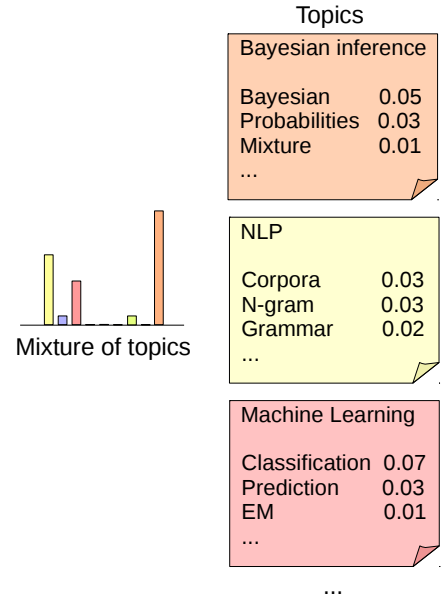 Topics
Bayesian inference
Bayesian 0.05
Probabilities 0.03
Mixture 0.01
...
NLP
Corpora 0.03
N-gram 0.03
Grammar 0.02
...
Mixture of topics
Machine Learning
Classification 0.07
Prediction 0.03
EM 0.01
...
...